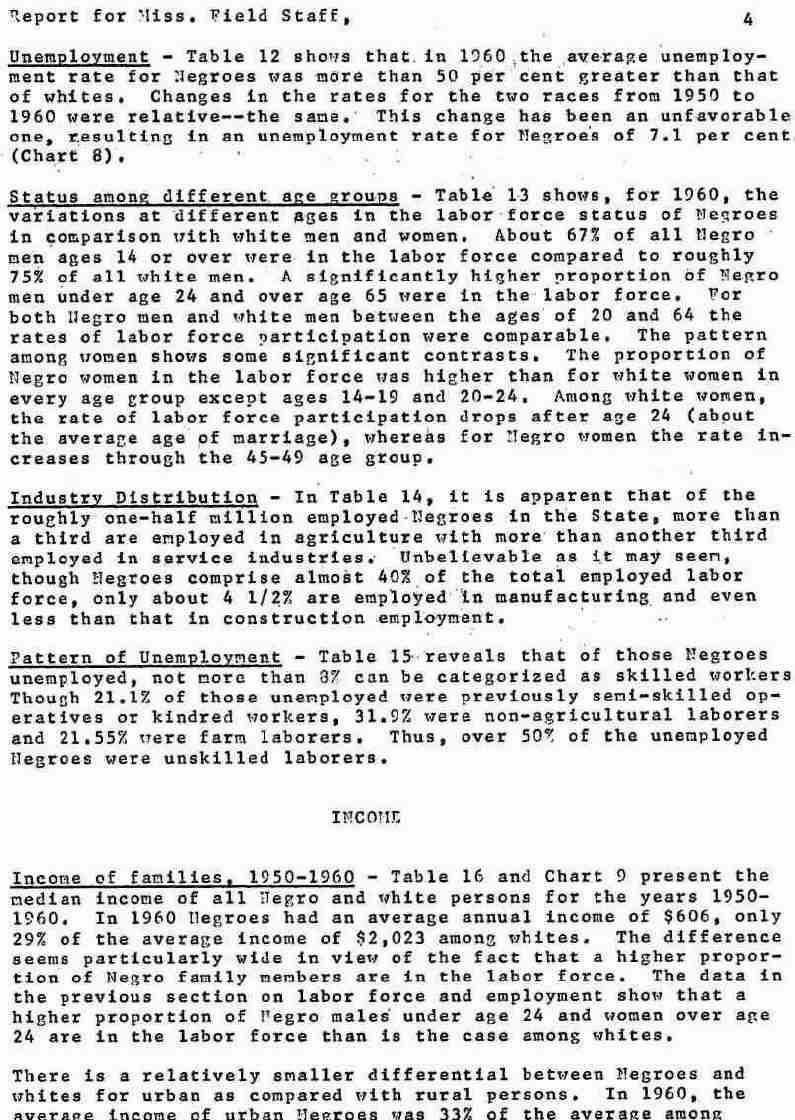 Report for Miss. Field Staff, 4
Unemployment - Table 12 shows that in 1960 the average unemploy-
ment rate for Negroes was more than 50 per cent greater than that
of whites. Changes in the rates for the two races from 1950 to
1960 were relative--the same. This change has been an unfavorable
one, resulting in an unemployment rate for Negroes of 7.1 per cent
(Chart 8).
Status among different age groups - Table 13 shows, for 1960, the
variations at different ages in the labor force status of Negroes
in comparison with white men and women. About 67% of all Negro
men ages 14 or over were in the labor force compared to roughly
75% of all white men. A significantly higher proportion of Negro
men under age 24 and over age 65 were in the labor force. For
both Negro men and white men between the ages of 20 and 64 the
rates of labor force participation were comparable. The pattern
among women shows some significant contrasts. The proportion of
Negro women in the labor force was higher than for white women in
every age group except ages 14-19 and 20-24. Among white women,
the rate of labor force participation drops after age 24 (about
the average age of marriage), whereas for Negro women the rate in-
creases through the 45-49 age group.
Industry Distribution - In Table 14, it is apparent that of the
roughly one-half million employed Negroes in the State, more than
a third are employed in agriculture with more than another third
employed in service industries. Unbelievable as it may seem,
though Negroes comprise almost 40% of the total employed labor
force, only about 4 1/2% are employed in manufacturing and even
less than that in construction employment.
Pattern of Unemployment - Table 15 reveals that of those Negroes
unemployed, not more than 8% can be categorized as skilled workers
Though 21.1% of those unemployed were previously semi-skilled op-
eratives or kindred workers, 31.9% were non-agricultural laborers
and 21.55% were farm laborers. Thus, over 50% of the unemployed
Negroes were unskilled laborers.
INCOME
Income of families, 1950-1960 - Table 16 and Chart 9 present the
median income of all Negro and white persons for the years 1950-
1960. In 1960 Negroes had an average annual income of $606, only
29% of the average income of $2,023 among whites. The difference
seems particularly wide in view of the fact that a higher propor-
tion of Negro family members are in the labor force. The data in
the previous section on labor force and employment show that a
higher proportion of Negro males under age 24 and women over age
24 are in the labor force than is the case among whites.
There is a relatively smaller differential between Negroes and
whites for urban as compared with rural persons. In 1960, the
average income of urban Negroes was 33% of the average among